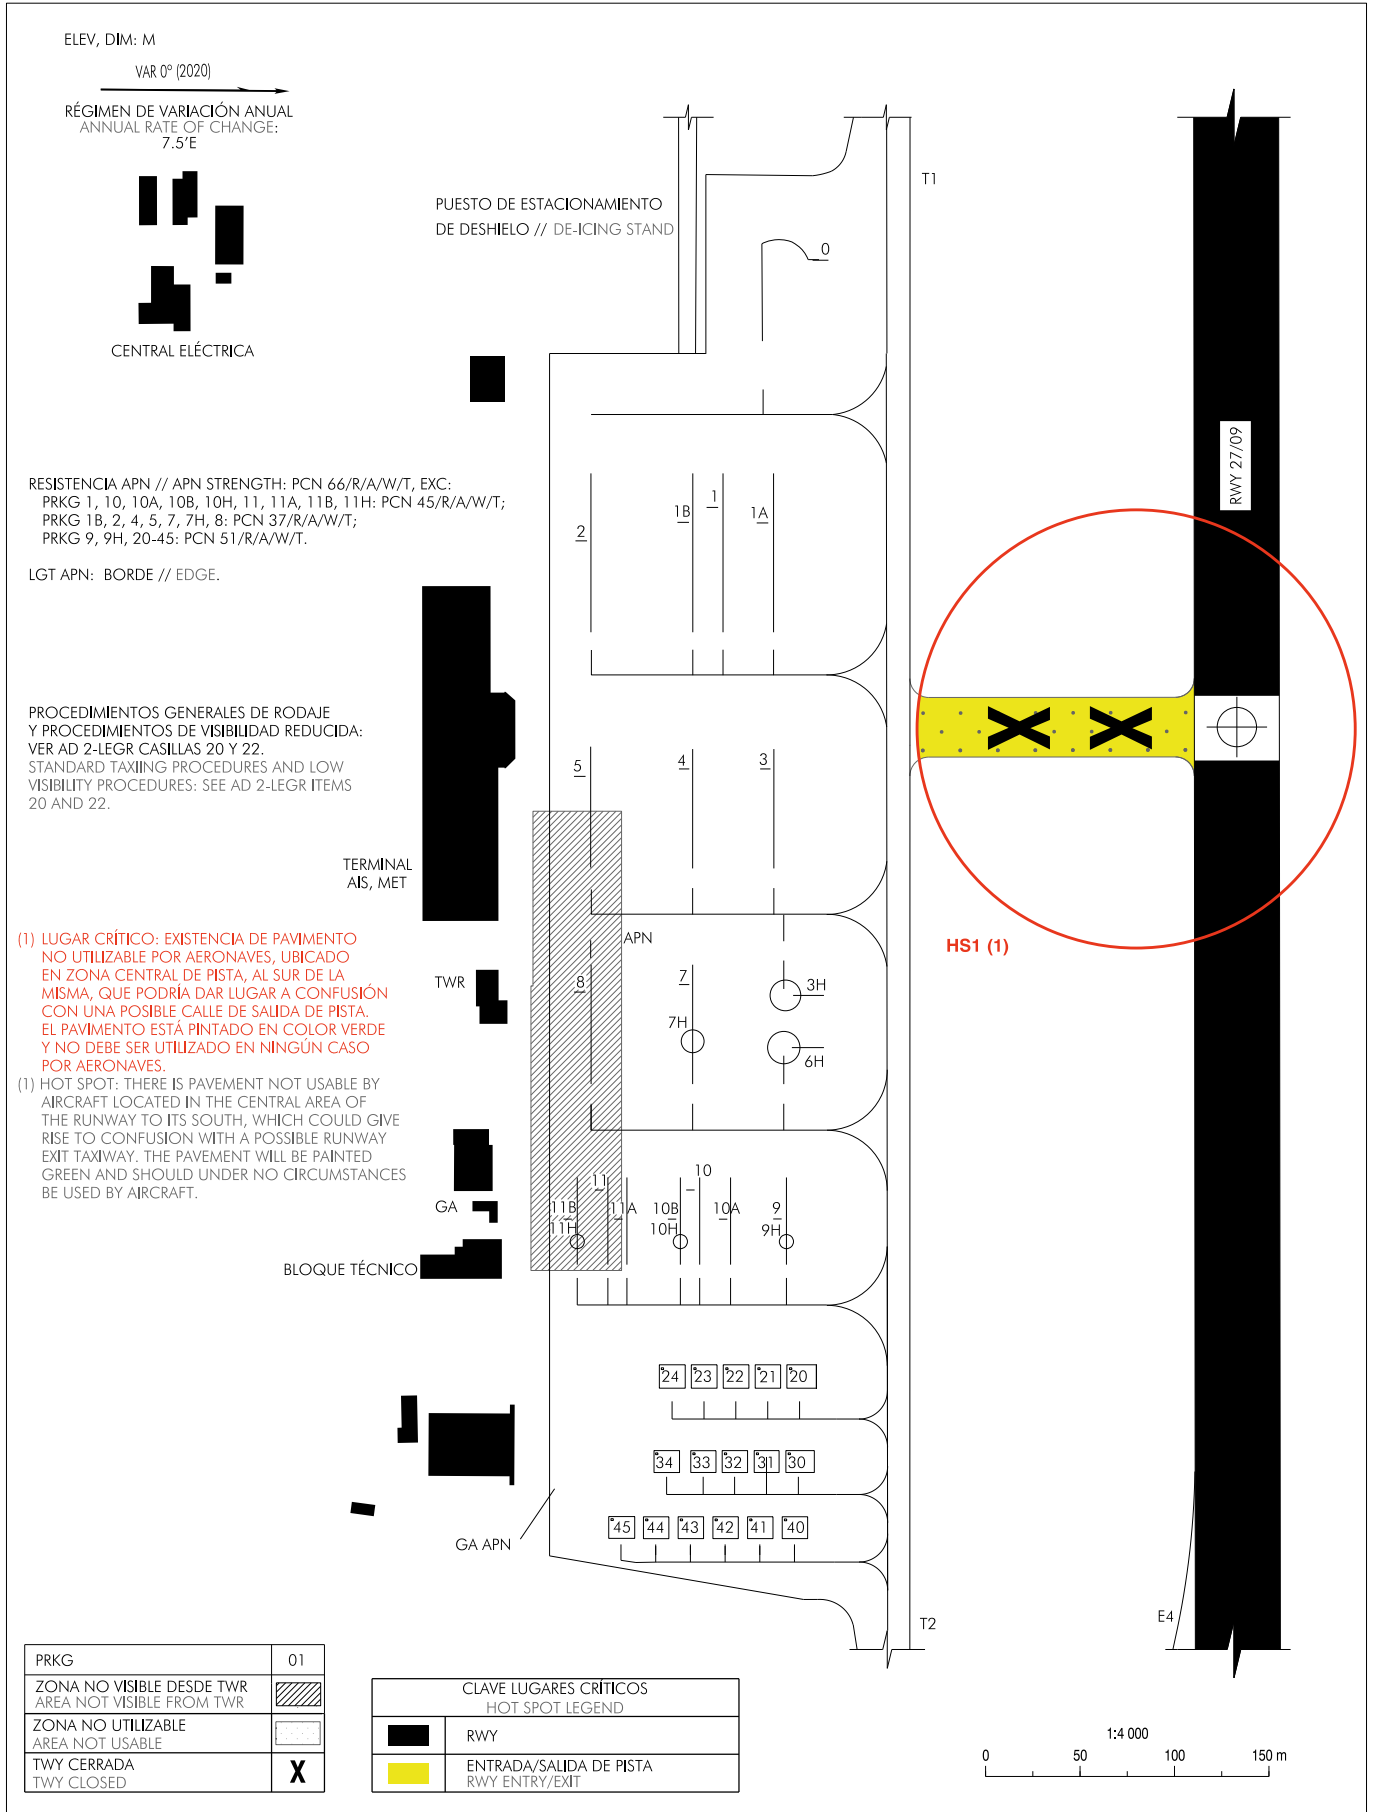 ELEV, DIM: M
VAR 0º (2020)
RÉGIMEN DE VARIACIÓN ANUAL
ANNUAL RATE OF CHANGE:
7.5'E
CENTRAL ELÉCTRICA
PUESTO DE ESTACIONAMIENTO
DE DESHIELO // DE-ICING STAND
0
T1
RWY 27/09
RESISTENCIA APN // APN STRENGTH: PCN 66/R/A/W/T, EXC:
PRKG 1, 10, 10A, 10B, 10H, 11, 11A, 11B, 11H: PCN 45/R/A/W/T;
PRKG 1B, 2, 4, 5, 7, 7H, 8: PCN 37/R/A/W/T;
PRKG 9, 9H, 20-45: PCN 51/R/A/W/T.
LGT APN: BORDE // EDGE.
2
1B
1
1A
PROCEDIMIENTOS GENERALES DE RODAJE
Y PROCEDIMIENTOS DE VISIBILIDAD REDUCIDA:
VER AD 2-LEGR CASILLAS 20 Y 22.
STANDARD TAXIING PROCEDURES AND LOW
VISIBILITY PROCEDURES: SEE AD 2-LEGR ITEMS
20 AND 22.
5
4
3
X X
TERMINAL
AIS, MET
APN
HS1 (1)
(1) LUGAR CRÍTICO: EXISTENCIA DE PAVIMENTO
NO UTILIZABLE POR AERONAVES, UBICADO
EN ZONA CENTRAL DE PISTA, AL SUR DE LA
MISMA, QUE PODRÍA DAR LUGAR A CONFUSIÓN
CON UNA POSIBLE CALLE DE SALIDA DE PISTA.
EL PAVIMENTO ESTÁ PINTADO EN COLOR VERDE
Y NO DEBE SER UTILIZADO EN NINGÚN CASO
POR AERONAVES.
(1) HOT SPOT: THERE IS PAVEMENT NOT USABLE BY
AIRCRAFT LOCATED IN THE CENTRAL AREA OF
THE RUNWAY TO ITS SOUTH, WHICH COULD GIVE
RISE TO CONFUSION WITH A POSSIBLE RUNWAY
EXIT TAXIWAY. THE PAVEMENT WILL BE PAINTED
GREEN AND SHOULD UNDER NO CIRCUMSTANCES
BE USED BY AIRCRAFT.
TWR
8
7
3H
7H
6H
GA
BLOQUE TÉCNICO
11
10
11B
11A
10B
10A
9
11H
10H
9H
24 23 22 21 20
34 33 32 31 30
45 44 43 42 41 40
GA APN
T2
E4
PRKG 01
ZONA NO VISIBLE DESDE TWR
AREA NOT VISIBLE FROM TWR
ZONA NO UTILIZABLE
AREA NOT USABLE
TWY CERRADA
TWY CLOSED
X
CLAVE LUGARES CRÍTICOS
HOT SPOT LEGEND
RWY
ENTRADA/SALIDA DE PISTA
RWY ENTRY/EXIT
1:4 000
0 50 100 150 m